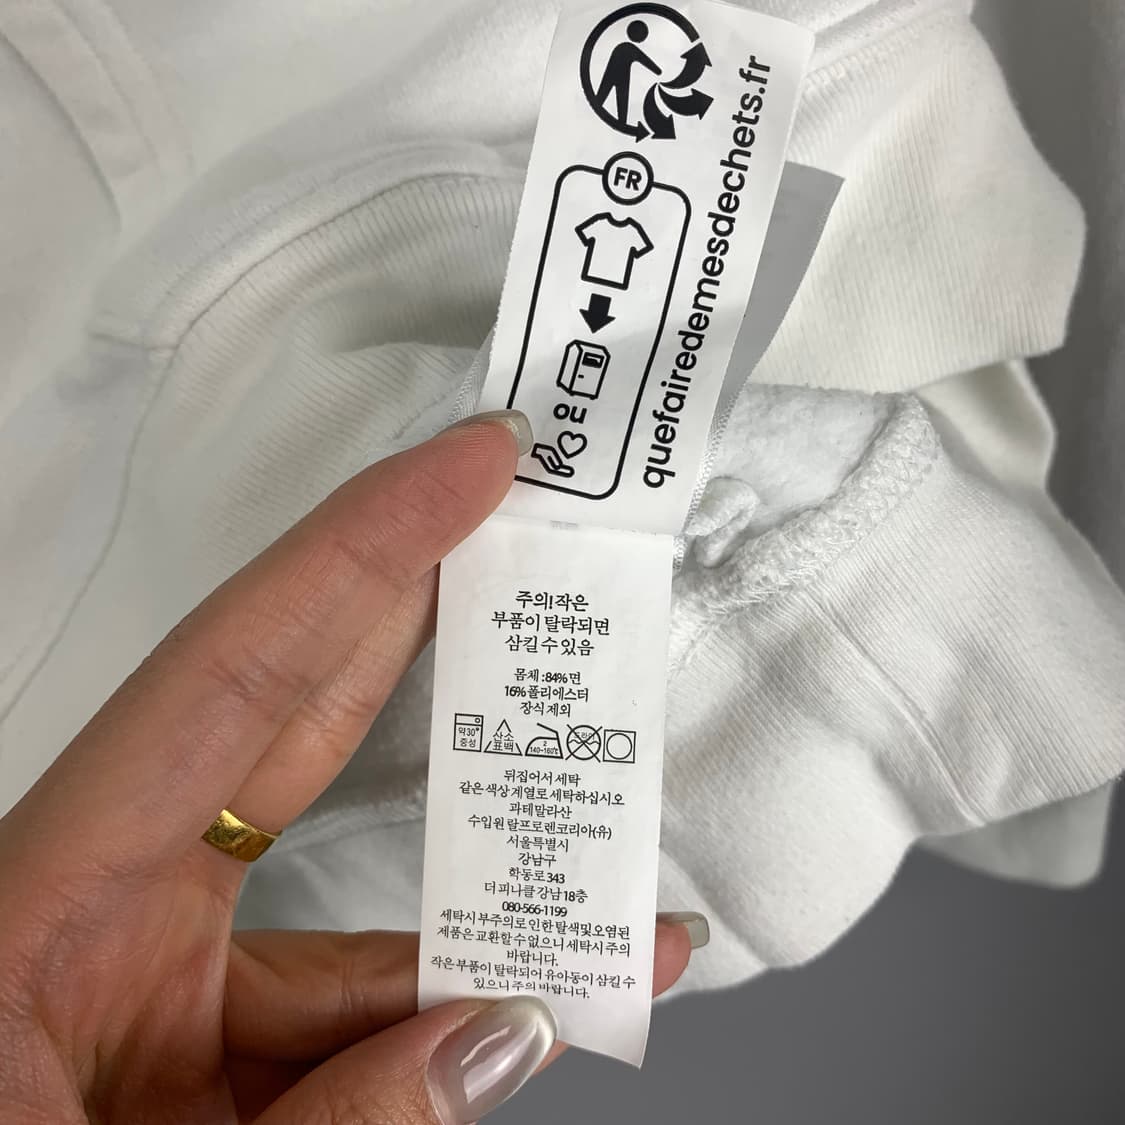 quefairedemesdechets.fr
FR
ou
주의!작은
부품이 탈락되면
삼킬 수 있음
몸체 : 84% 면
16% 폴리에스터
장식 제외
약30°
중성
산소
표백
2
140~160℃
드라이
뒤집어서 세탁
같은 색상 계열로 세탁하십시오
과테말라산
수입원 랄프로렌코리아(유)
서울특별시
강남구
학동로 343
더 피나클 강남 18층
080-566-1199
세탁시 부주의로 인한 탈색및오염된
제품은 교환할 수 없으니 세탁시 주의
바랍니다.
작은 부품이 탈락되어 유아동이 삼킬 수
있으니 주의 바랍니다.